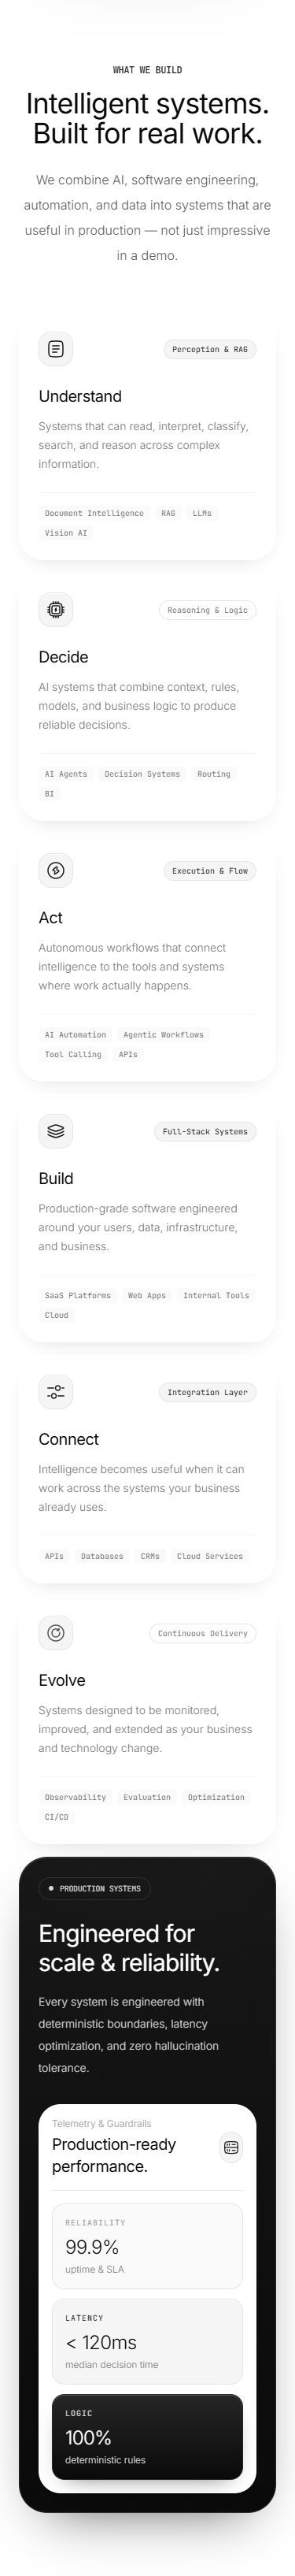 WHAT WE BUILD
Intelligent systems.
Built for real work.
We combine AI, software engineering,
automation, and data into systems that are
useful in production — not just impressive
in a demo.
Perception & RAG
Understand
Systems that can read, interpret, classify,
search, and reason across complex
information.
Document Intelligence RAG LLMs
Vision AI
Reasoning & Logic
Decide
AI systems that combine context, rules,
models, and business logic to produce
reliable decisions.
AI Agents Decision Systems Routing
BI
Execution & Flow
Act
Autonomous workflows that connect
intelligence to the tools and systems
where work actually happens.
AI Automation Agentic Workflows
Tool Calling APIs
Full-Stack Systems
Build
Production-grade software engineered
around your users, data, infrastructure,
and business.
SaaS Platforms Web Apps Internal Tools
Cloud
Integration Layer
Connect
Intelligence becomes useful when it can
work across the systems your business
already uses.
APIs Databases CRMs Cloud Services
Continuous Delivery
Evolve
Systems designed to be monitored,
improved, and extended as your business
and technology change.
Observability Evaluation Optimization
CI/CD
PRODUCTION SYSTEMS
Engineered for
scale & reliability.
Every system is engineered with
deterministic boundaries, latency
optimization, and zero hallucination
tolerance.
Telemetry & Guardrails
Production-ready
performance.
RELIABILITY
99.9%
uptime & SLA
LATENCY
< 120ms
median decision time
LOGIC
100%
deterministic rules